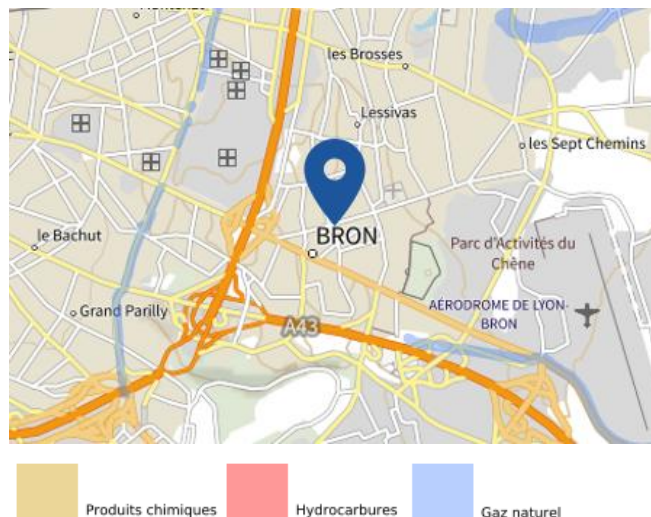 les Brosses
Lessivas
les Sept Chemins
BRON
le Bachut
Parc d'Activités du
Chêne
Grand Parilly
AÉRODROME DE LYON-
BRON
A43
Produits chimiques
Hydrocarbures
Gaz naturel